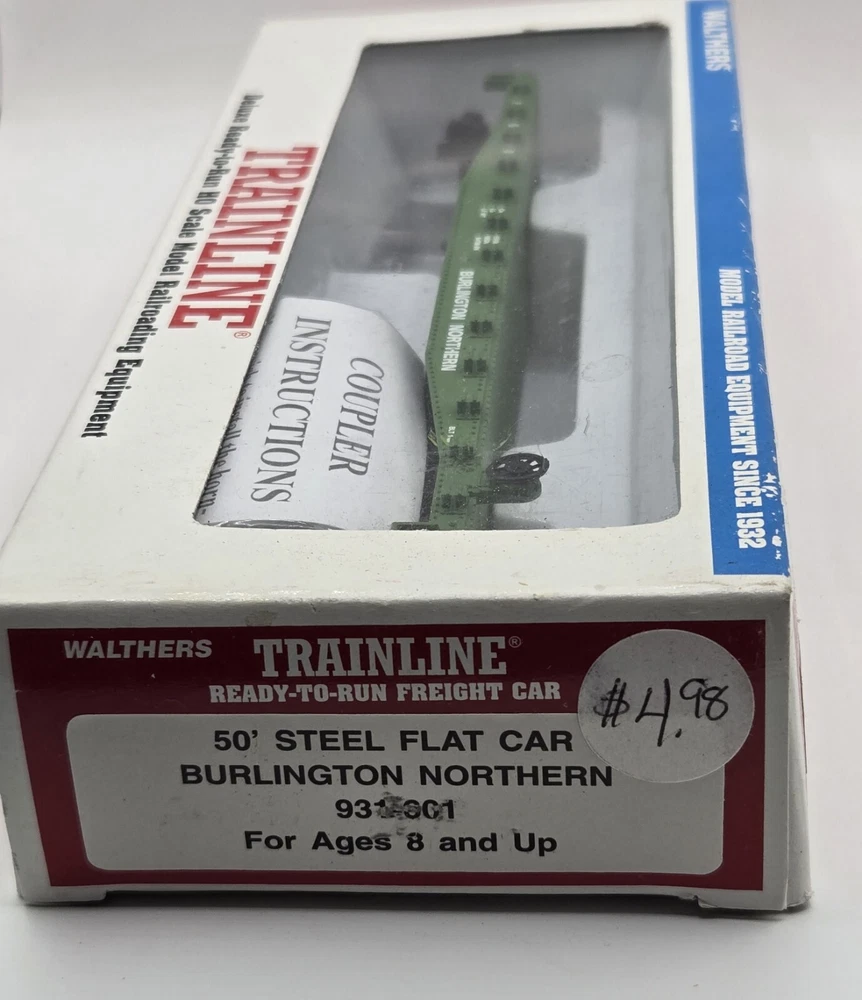 WALTHERS
MODEL RAILROAD EQUIPMENT SINCE 1932
TRAINLINE®
Deluxe Ready-to-Run HO Scale Model Railroading Equipment
BURLINGTON NORTHERN
COUPLER
INSTRUCTIONS
WALTHERS TRAINLINE®
READY-TO-RUN FREIGHT CAR
$4.98
50' STEEL FLAT CAR
BURLINGTON NORTHERN
931-601
For Ages 8 and Up